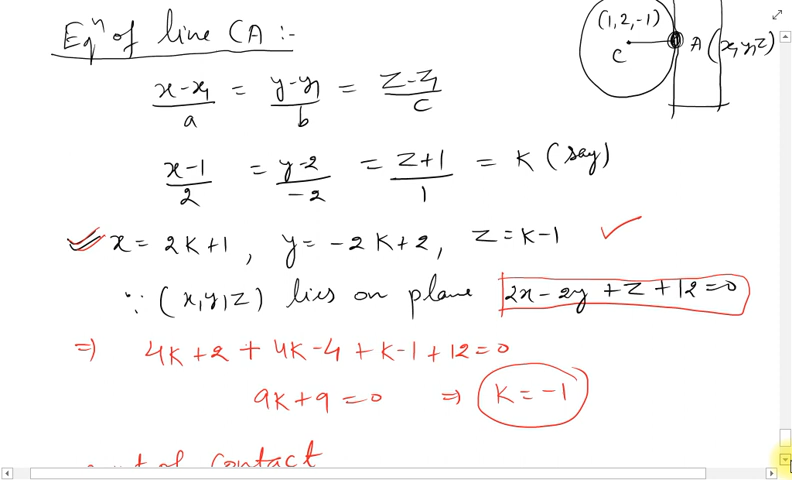 Eqⁿ of line CA :-
(1, 2, -1)
C
A (x, y, z)
(x-x₁)/a = (y-y₁)/b = (z-z₁)/c
(x-1)/2 = (y-2)/-2 = (z+1)/1 = K (say)
x = 2K+1, y = -2K+2, z = K-1
∵ (x, y, z) lies on plane 2x-2y+z+12=0
⇒ 4K+2+4K-4+K-1+12=0
9K+9=0 ⇒ K=-1
of contact